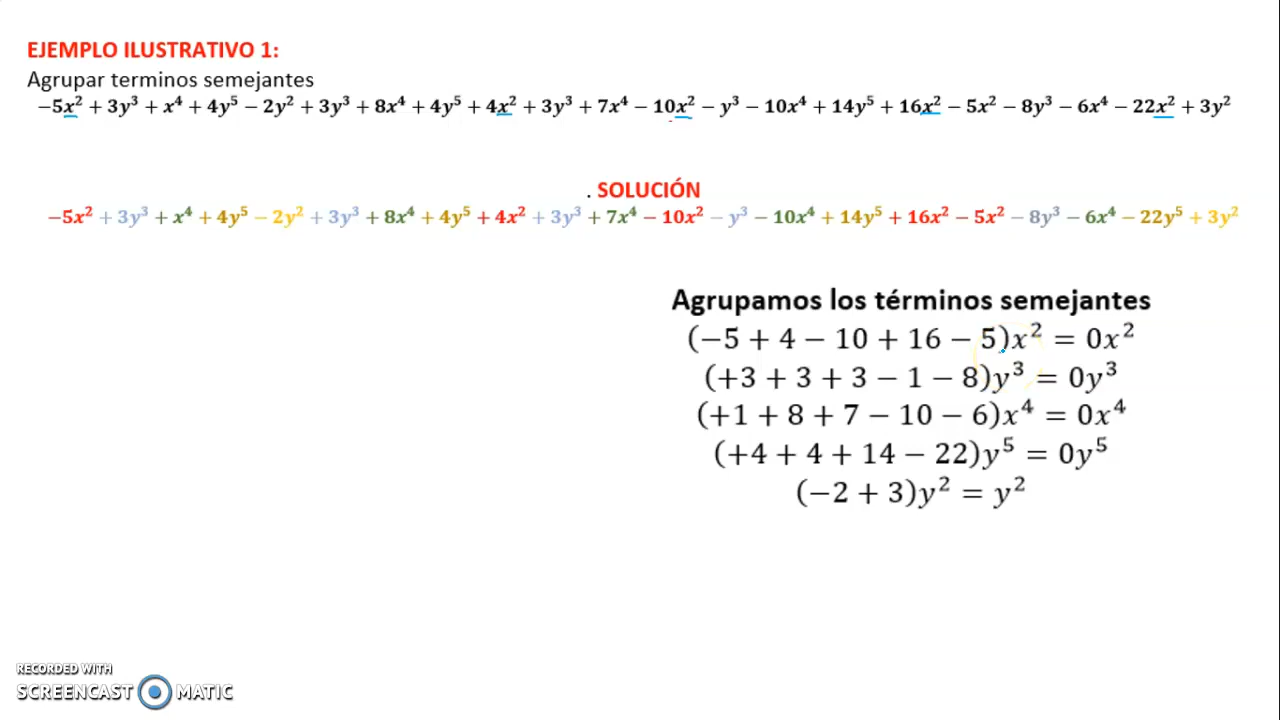 EJEMPLO ILUSTRATIVO 1:
Agrupar terminos semejantes
−5x² + 3y³ + x⁴ + 4y⁵ − 2y² + 3y³ + 8x⁴ + 4y⁵ + 4x² + 3y³ + 7x⁴ − 10x² − y³ − 10x⁴ + 14y⁵ + 16x² − 5x² − 8y³ − 6x⁴ − 22x² + 3y²
. SOLUCIÓN
−5x² + 3y³ + x⁴ + 4y⁵ − 2y² + 3y³ + 8x⁴ + 4y⁵ + 4x² + 3y³ + 7x⁴ − 10x² − y³ − 10x⁴ + 14y⁵ + 16x² − 5x² − 8y³ − 6x⁴ − 22y⁵ + 3y²
Agrupamos los términos semejantes
(−5 + 4 − 10 + 16 − 5)x² = 0x²
(+3 + 3 + 3 − 1 − 8)y³ = 0y³
(+1 + 8 + 7 − 10 − 6)x⁴ = 0x⁴
(+4 + 4 + 14 − 22)y⁵ = 0y⁵
(−2 + 3)y² = y²
RECORDED WITH
SCREENCAST MATIC